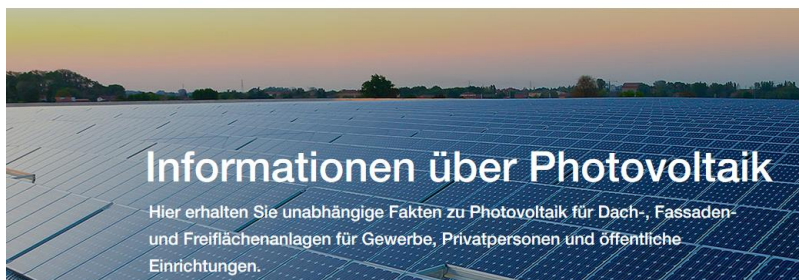 Informationen über Photovoltaik
Hier erhalten Sie unabhängige Fakten zu Photovoltaik für Dach-, Fassaden-
und Freiflächenanlagen für Gewerbe, Privatpersonen und öffentliche
Einrichtungen.